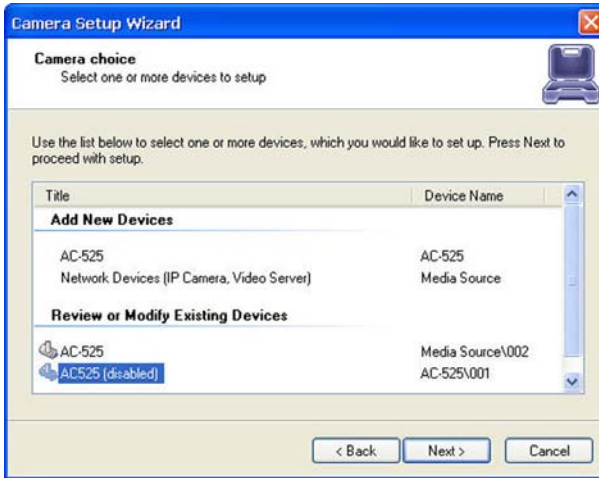 Camera Setup Wizard
Camera choice
Select one or more devices to setup
Use the list below to select one or more devices, which you would like to set up. Press Next to
proceed with setup.
Title Device Name
Add New Devices
AC-525 AC-525
Network Devices (IP Camera, Video Server) Media Source
Review or Modify Existing Devices
AC-525 Media Source\002
AC525 (disabled) AC-525\001
< Back Next > Cancel